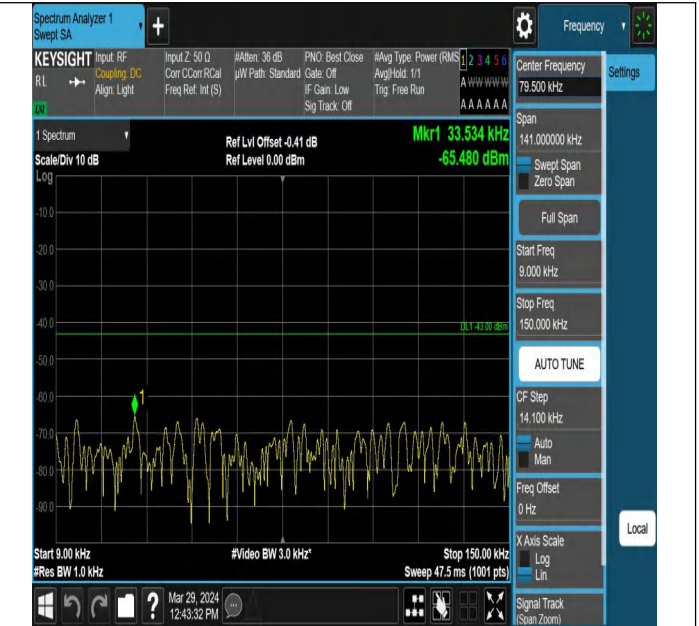 Spectrum Analyzer 1
Swept SA
+
Frequency
KEYSIGHT
RL
Input: RF
Coupling: DC
Align: Light
Input Z: 50 Ω
Corr CCorr RCal
Freq Ref: Int (S)
#Atten: 36 dB
µW Path: Standard
PNO: Best Close
Gate: Off
IF Gain: Low
Sig Track: Off
#Avg Type: Power (RMS
Avg|Hold: 1/1
Trig: Free Run
1 2 3 4 5 6
A W W W W W
A A A A A A
1 Spectrum
Scale/Div 10 dB
Log
Ref Lvl Offset -0.41 dB
Ref Level 0.00 dBm
Mkr1 33.534 kHz
-65.480 dBm
-10.0
-20.0
-30.0
-40.0
DL1 -43.00 dBm
-50.0
-60.0
1
-70.0
-80.0
-90.0
Start 9.00 kHz
#Res BW 1.0 kHz
#Video BW 3.0 kHz*
Stop 150.00 kHz
Sweep 47.5 ms (1001 pts)
?
Mar 29, 2024
12:43:32 PM
Center Frequency
79.500 kHz
Settings
Span
141.000000 kHz
Swept Span
Zero Span
Full Span
Start Freq
9.000 kHz
Stop Freq
150.000 kHz
AUTO TUNE
CF Step
14.100 kHz
Auto
Man
Freq Offset
0 Hz
X Axis Scale
Log
Lin
Local
Signal Track
(Span Zoom)